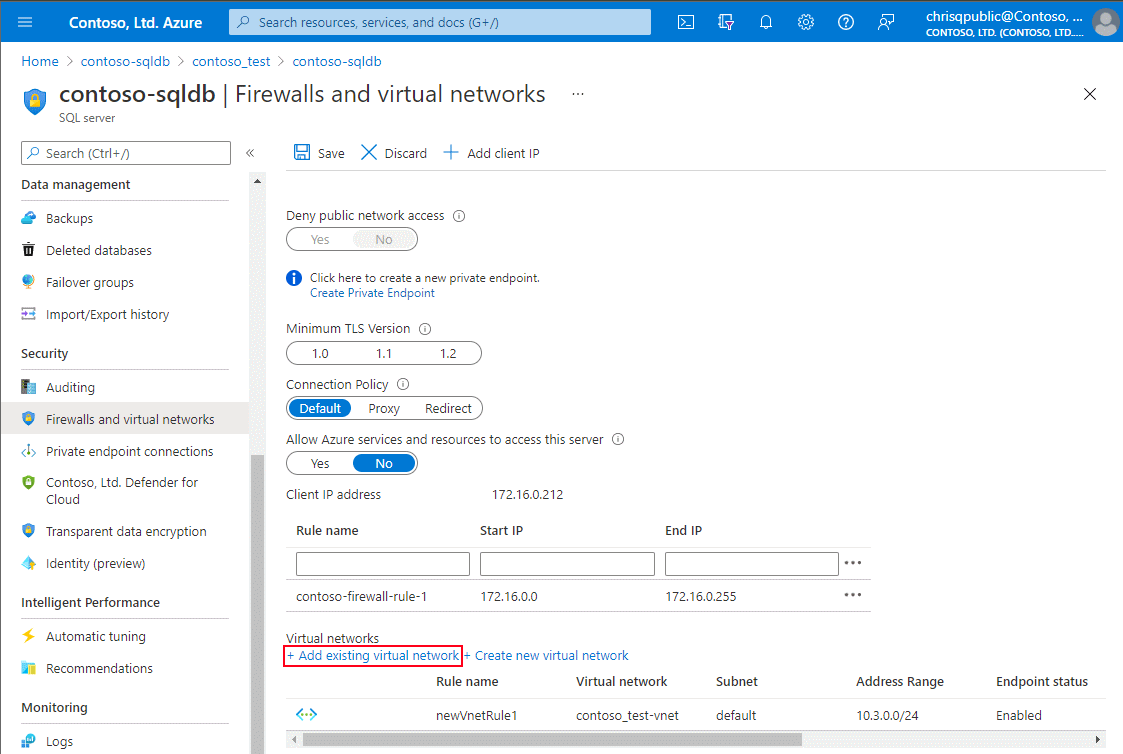 Contoso, Ltd. Azure
Search resources, services, and docs (G+/)
chrisqpublic@Contoso, ...
CONTOSO, LTD. (CONTOSO, LTD....
Home > contoso-sqldb > contoso_test > contoso-sqldb
contoso-sqldb | Firewalls and virtual networks ...
SQL server
Search (Ctrl+/) «
Data management
Backups
Deleted databases
Failover groups
Import/Export history
Security
Auditing
Firewalls and virtual networks
Private endpoint connections
Contoso, Ltd. Defender for
Cloud
Transparent data encryption
Identity (preview)
Intelligent Performance
Automatic tuning
Recommendations
Monitoring
Logs
Save Discard + Add client IP
Deny public network access
Yes No
Click here to create a new private endpoint.
Create Private Endpoint
Minimum TLS Version
1.0 1.1 1.2
Connection Policy
Default Proxy Redirect
Allow Azure services and resources to access this server
Yes No
Client IP address 172.16.0.212
Rule name Start IP End IP
...
contoso-firewall-rule-1 172.16.0.0 172.16.0.255 ...
Virtual networks
+ Add existing virtual network + Create new virtual network
Rule name Virtual network Subnet Address Range Endpoint status
newVnetRule1 contoso_test-vnet default 10.3.0.0/24 Enabled